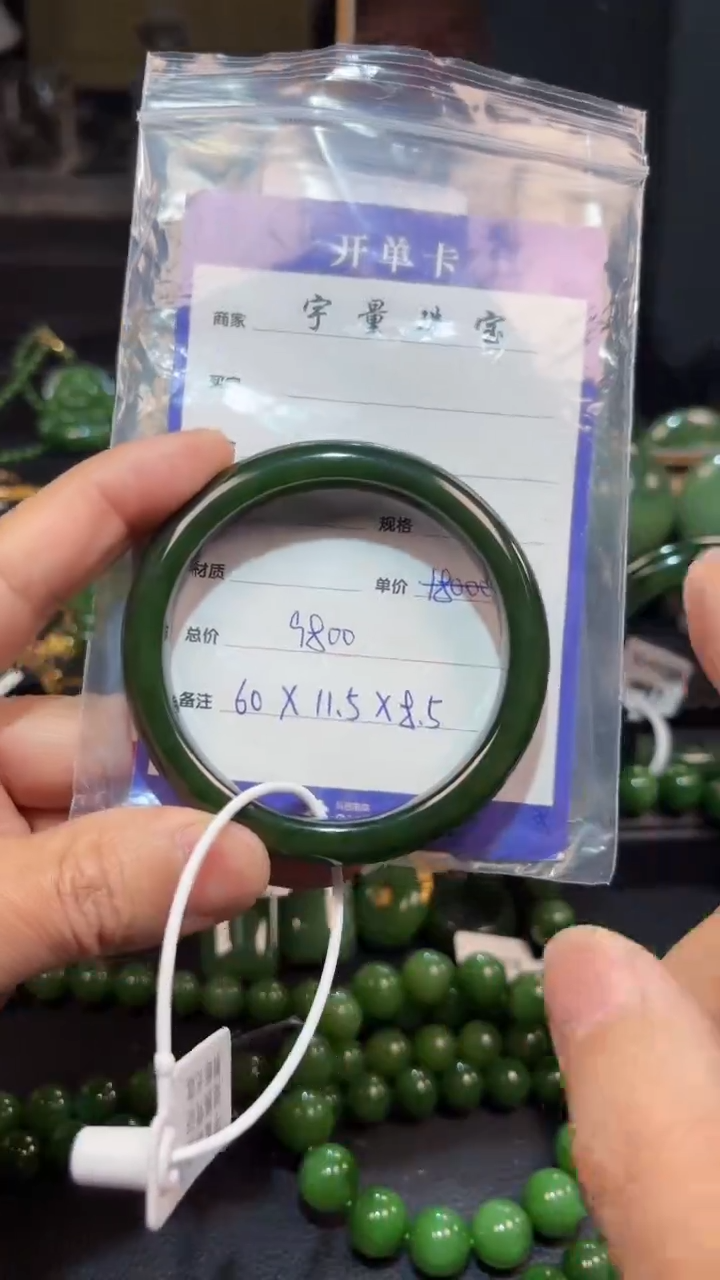 开单卡
商家 宇量珠宝
规格
材质
单价 18000
总价 9800
备注 60 X 11.5 X 8.5